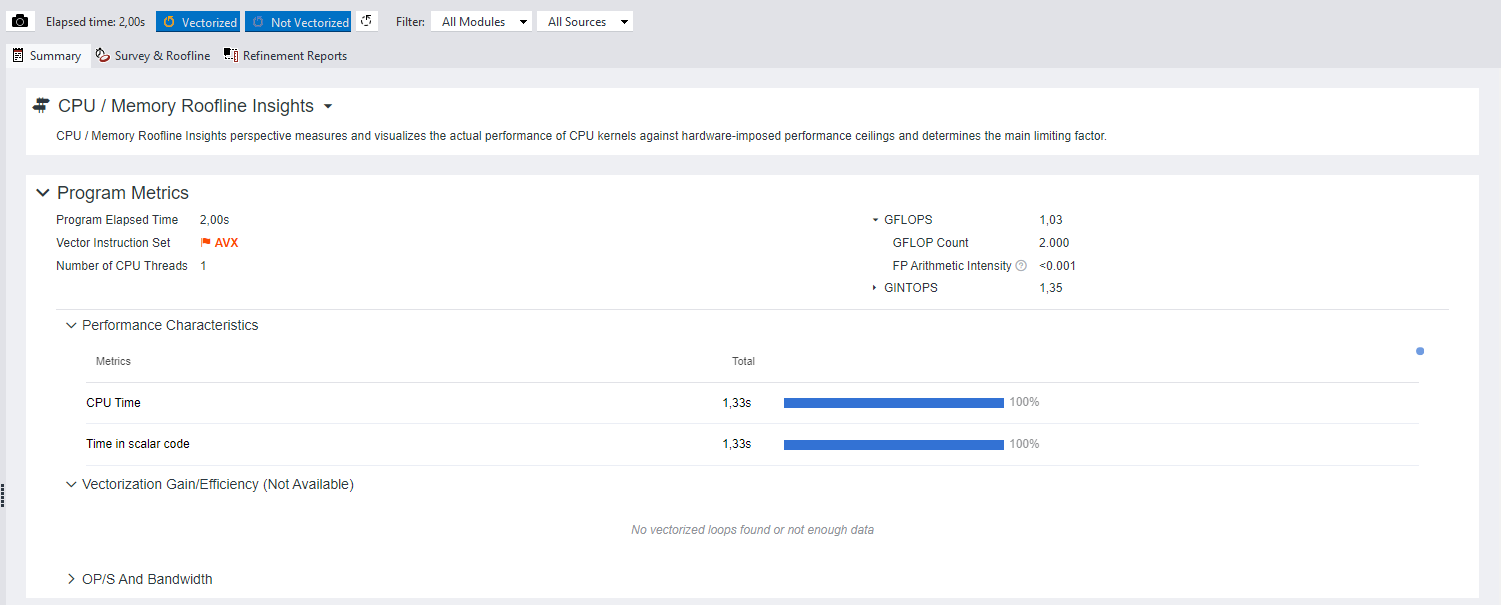 Elapsed time: 2,00s Vectorized Not Vectorized Filter: All Modules All Sources
Summary Survey & Roofline Refinement Reports
CPU / Memory Roofline Insights
CPU / Memory Roofline Insights perspective measures and visualizes the actual performance of CPU kernels against hardware-imposed performance ceilings and determines the main limiting factor.
Program Metrics
Program Elapsed Time 2,00s
Vector Instruction Set AVX
Number of CPU Threads 1
GFLOPS 1,03
GFLOP Count 2.000
FP Arithmetic Intensity ? <0.001
GINTOPS 1,35
Performance Characteristics
Metrics Total
CPU Time 1,33s 100%
Time in scalar code 1,33s 100%
Vectorization Gain/Efficiency (Not Available)
No vectorized loops found or not enough data
OP/S And Bandwidth